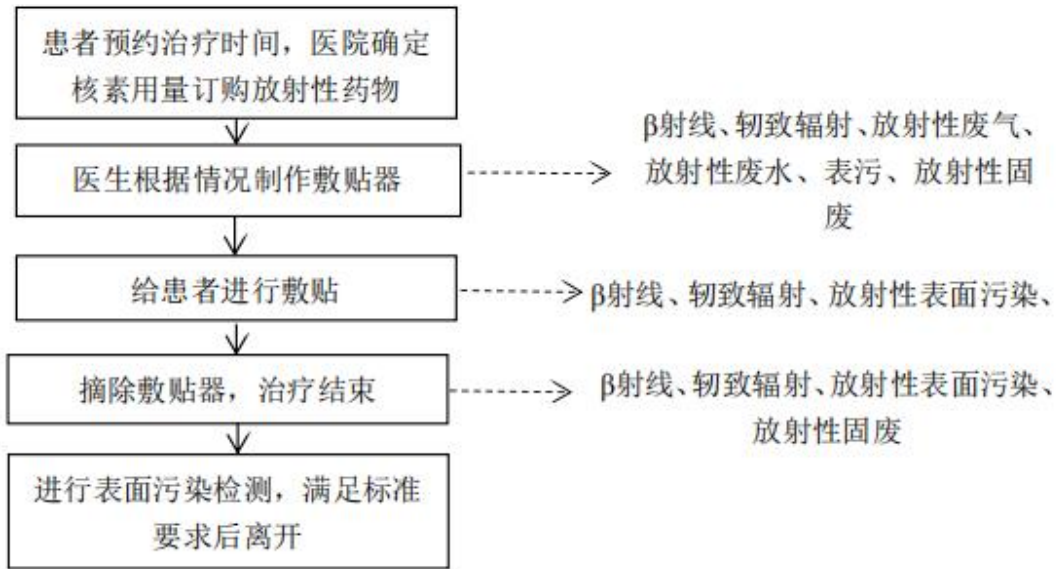 患者预约治疗时间，医院确定
核素用量订购放射性药物
β射线、轫致辐射、放射性废气、
放射性废水、表污、放射性固
废
医生根据情况制作敷贴器
给患者进行敷贴
β射线、轫致辐射、放射性表面污染、
摘除敷贴器，治疗结束
β射线、轫致辐射、放射性表面污染、
放射性固废
进行表面污染检测，满足标准
要求后离开